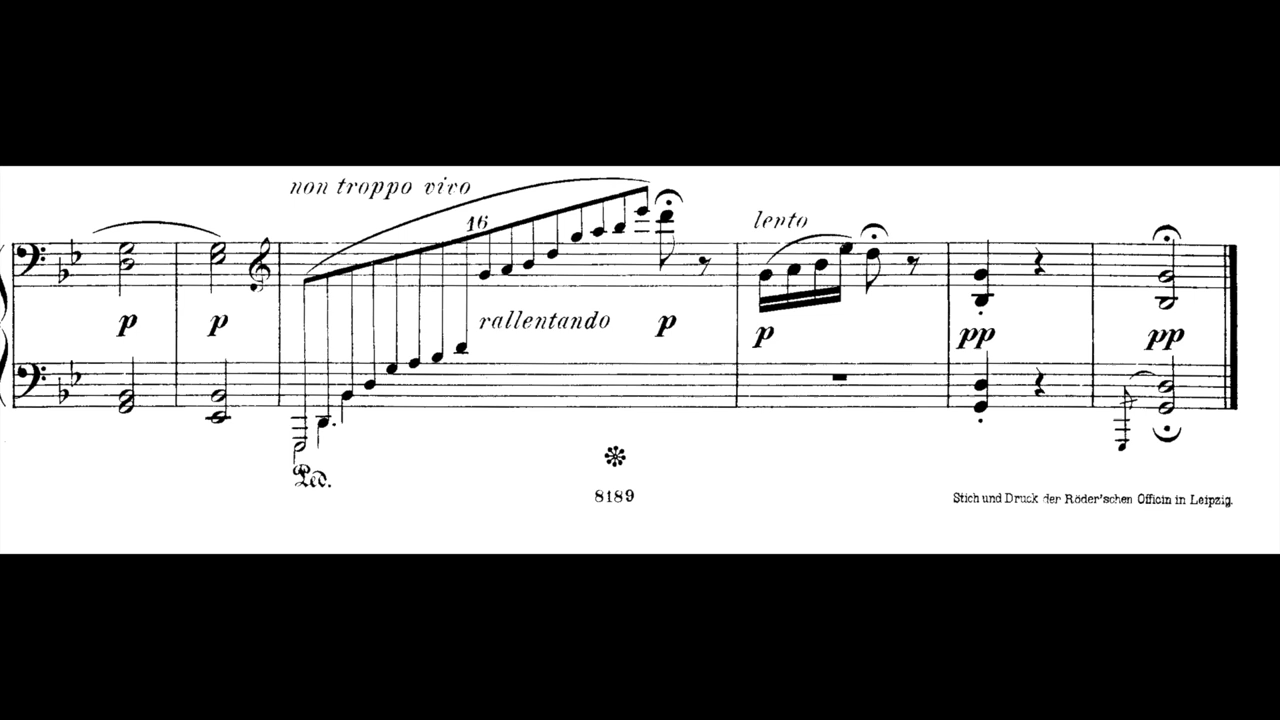 non troppo vivo
16
lento
p p rallentando p p pp pp
Ped.
8189
Stich und Druck der Röder'schen Officin in Leipzig.